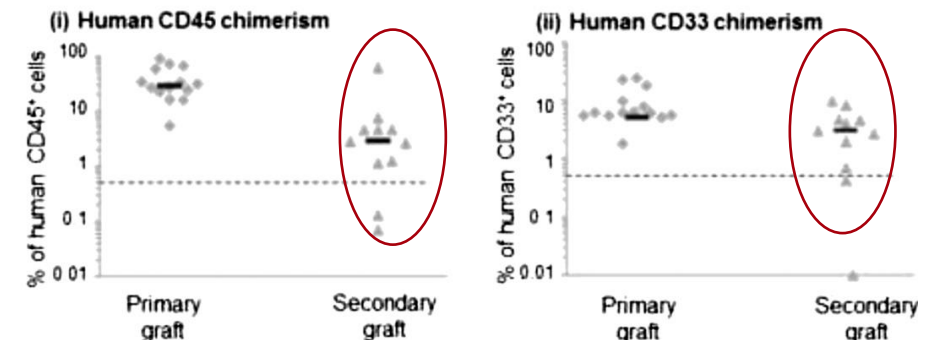 (i) Human CD45 chimerism
% of human CD45⁺ cells
100
10
1
0 1
0 01
Primary graft
Secondary graft
(ii) Human CD33 chimerism
% of human CD33⁺ cells
100
10
1
0 1
0.01
Primary graft
Secondary graft